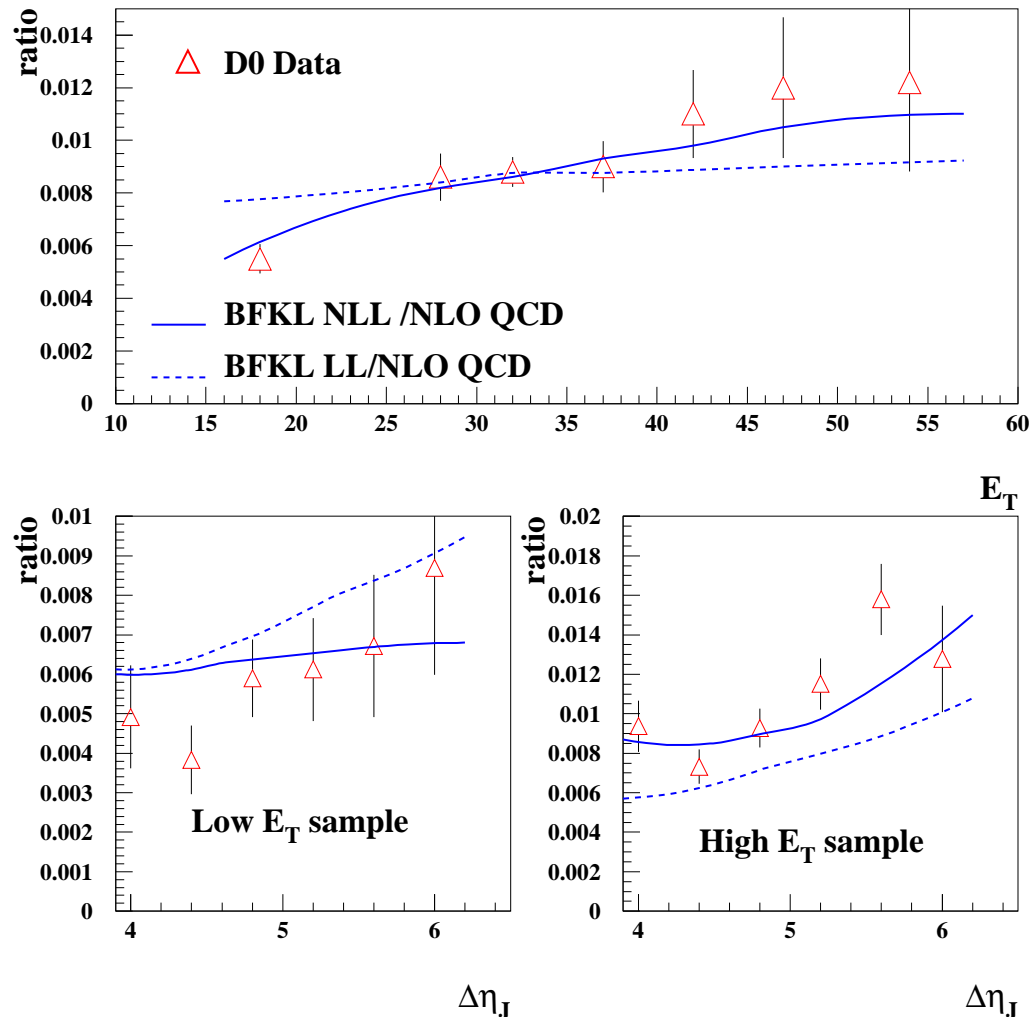 ratio
0.014
0.012
0.01
0.008
0.006
0.004
0.002
0
D0 Data
BFKL NLL /NLO QCD
BFKL LL/NLO QCD
10 15 20 25 30 35 40 45 50 55 60
E_T
ratio
0.01
0.009
0.008
0.007
0.006
0.005
0.004
0.003
0.002
0.001
0
Low E_T sample
4 5 6
Δη_J
ratio
0.02
0.018
0.016
0.014
0.012
0.01
0.008
0.006
0.004
0.002
0
High E_T sample
4 5 6
Δη_J